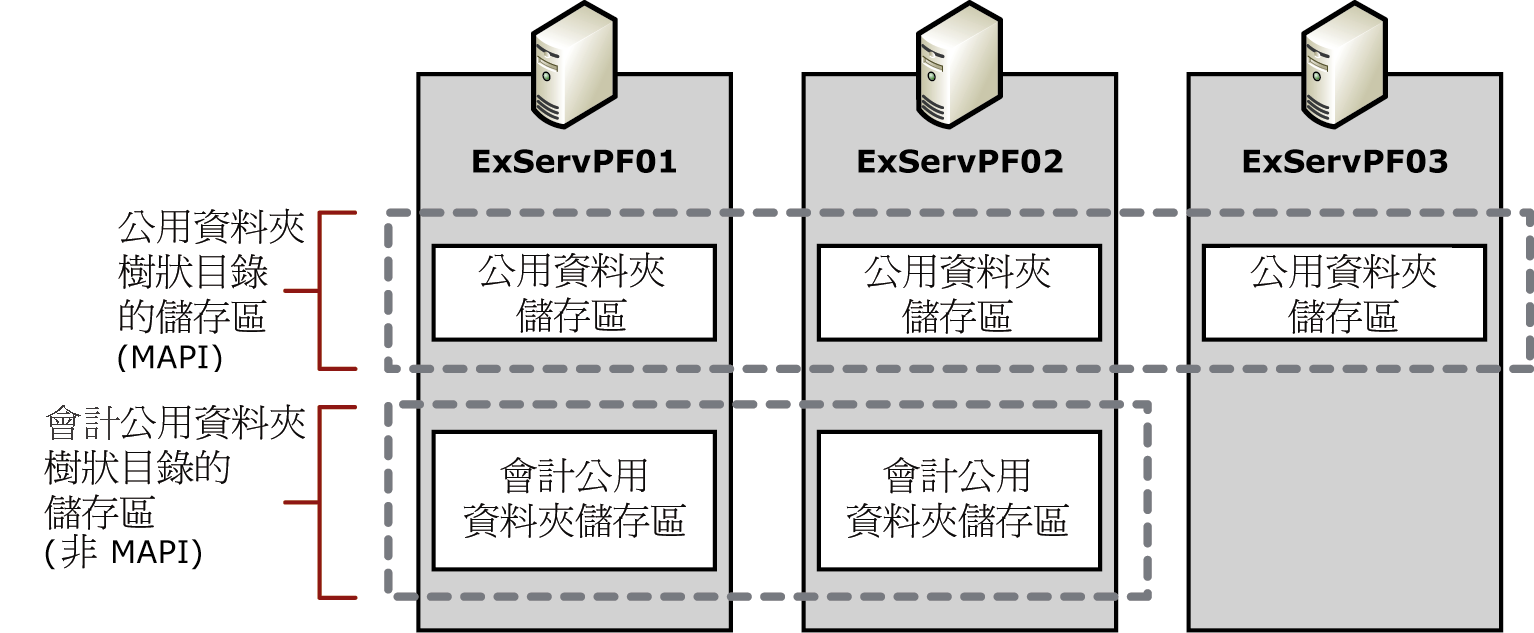 ExServPF01
ExServPF02
ExServPF03
公用資料夾
樹狀目錄
的儲存區
(MAPI)
公用資料夾
儲存區
公用資料夾
儲存區
公用資料夾
儲存區
會計公用資料夾
樹狀目錄的
儲存區
(非 MAPI)
會計公用
資料夾儲存區
會計公用
資料夾儲存區